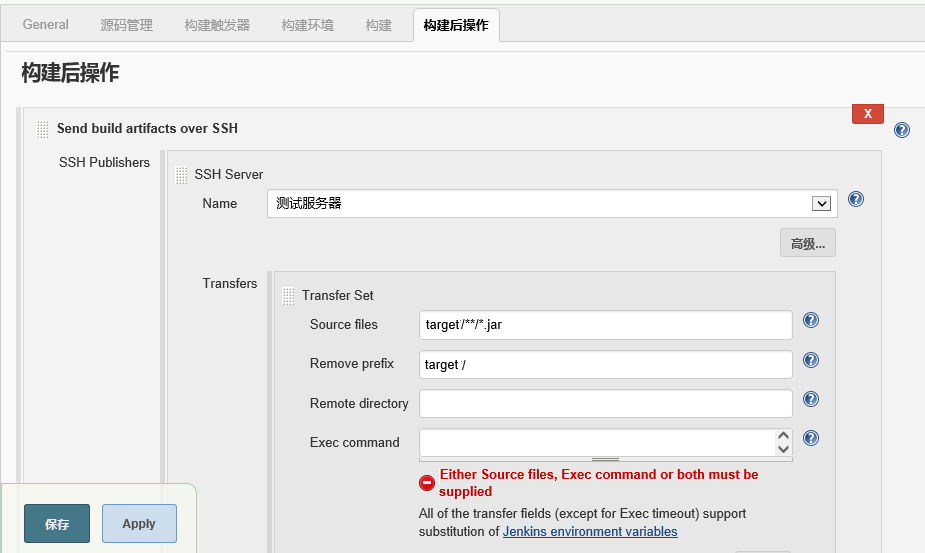 General 源码管理 构建触发器 构建环境 构建 构建后操作
构建后操作
X
Send build artifacts over SSH
SSH Publishers
SSH Server
Name 测试服务器
高级...
Transfers
Transfer Set
Source files target/**/*.jar
Remove prefix target /
Remote directory
Exec command
Either Source files, Exec command or both must be
supplied
All of the transfer fields (except for Exec timeout) support
substitution of Jenkins environment variables
保存 Apply